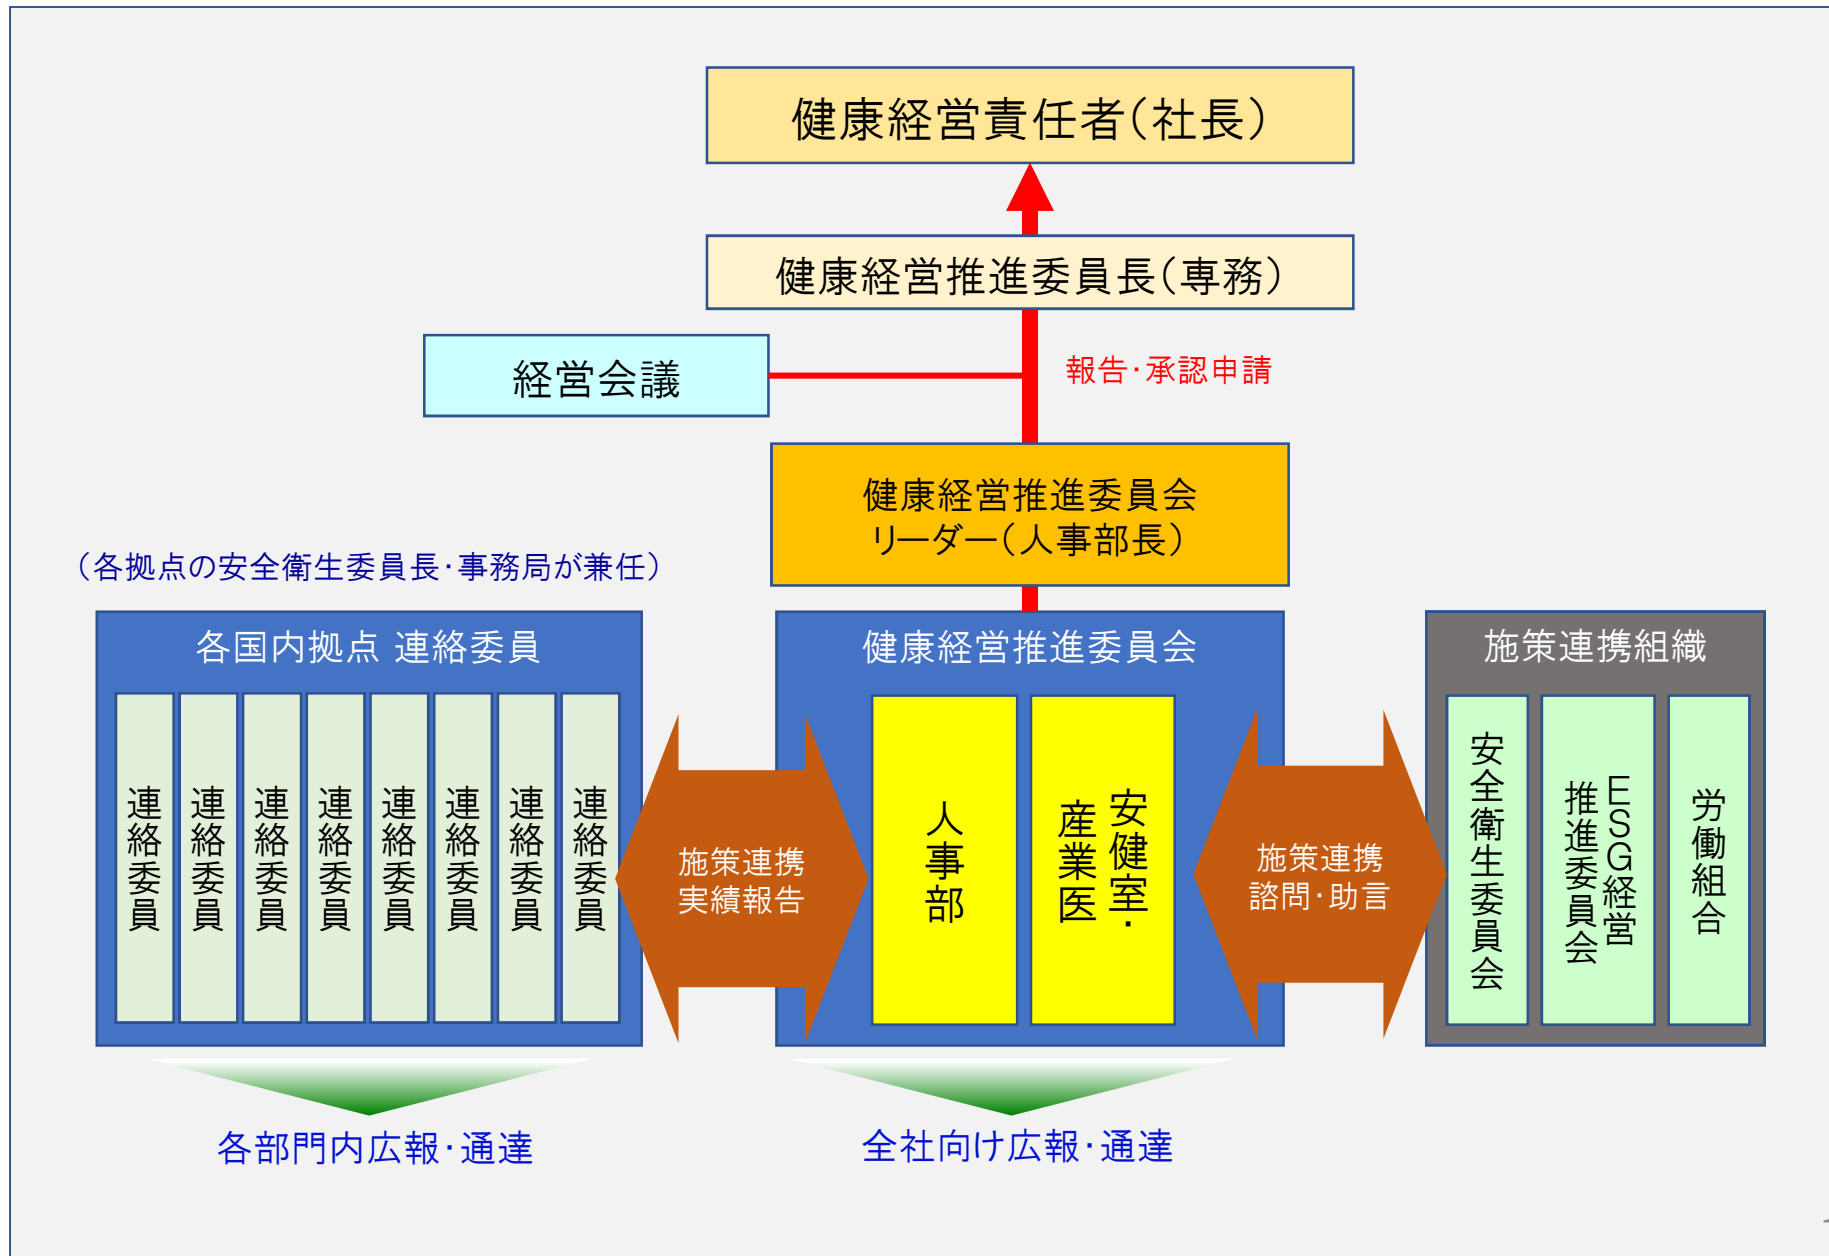 健康経営責任者(社長)
健康経営推進委員長(専務)
経営会議
報告・承認申請
健康経営推進委員会
リーダー(人事部長)
(各拠点の安全衛生委員長・事務局が兼任)
各国内拠点 連絡委員
連絡委員
連絡委員
連絡委員
連絡委員
連絡委員
連絡委員
連絡委員
連絡委員
施策連携
実績報告
健康経営推進委員会
人事部
安健室・
産業医
施策連携
諮問・助言
施策連携組織
安全衛生委員会
ESG経営
推進委員会
労働組合
各部門内広報・通達
全社向け広報・通達